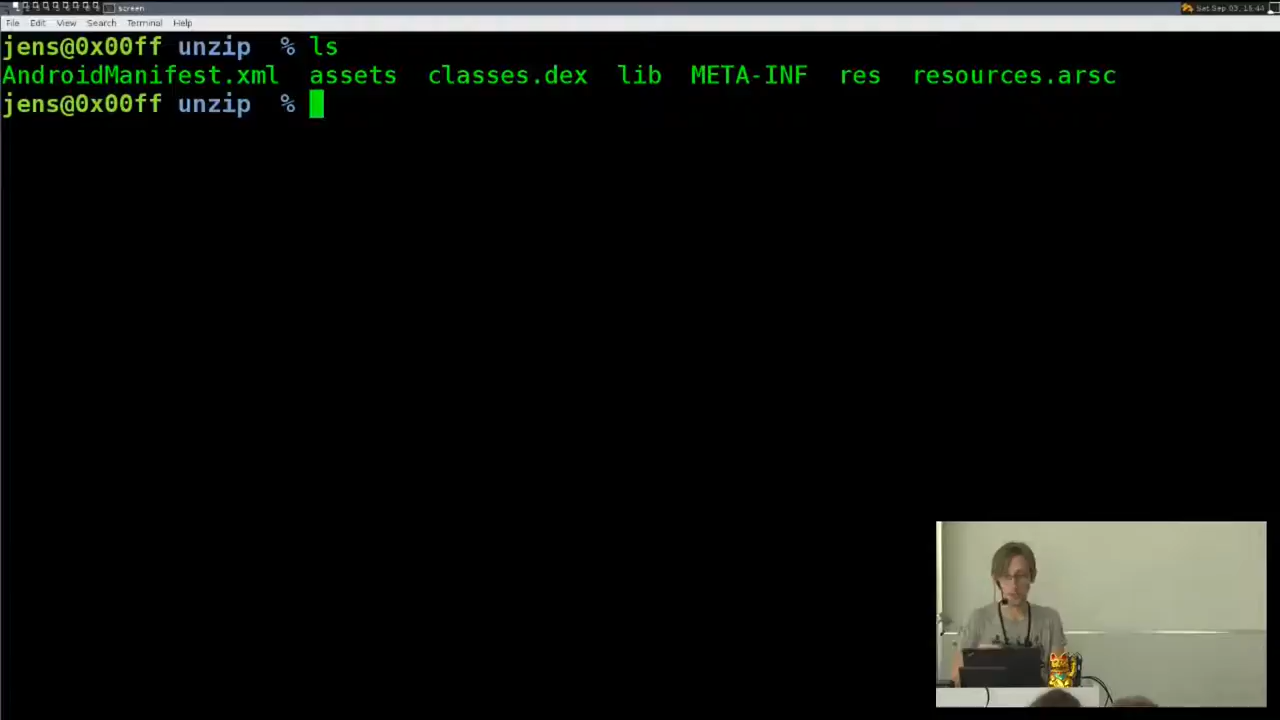 screen
Sat Sep 03, 15:44
File Edit View Search Terminal Help
jens@0x00ff unzip % ls
AndroidManifest.xml assets classes.dex lib META-INF res resources.arsc
jens@0x00ff unzip %